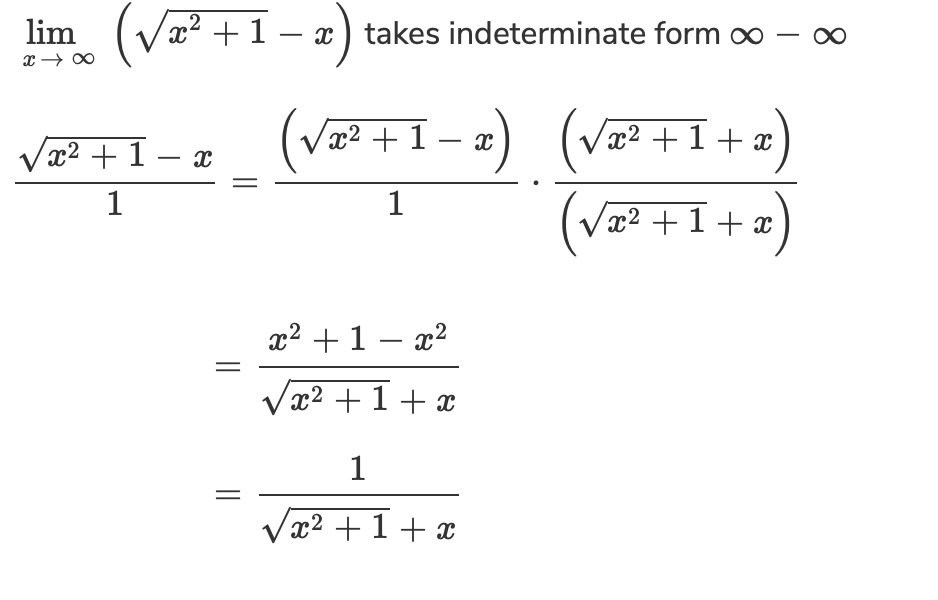 \lim_{x \to \infty} \left( \sqrt{x^2 + 1} - x \right) takes indeterminate form \infty - \infty
\frac{\sqrt{x^2 + 1} - x}{1} = \frac{\left( \sqrt{x^2 + 1} - x \right)}{1} \cdot \frac{\left( \sqrt{x^2 + 1} + x \right)}{\left( \sqrt{x^2 + 1} + x \right)}
= \frac{x^2 + 1 - x^2}{\sqrt{x^2 + 1} + x}
= \frac{1}{\sqrt{x^2 + 1} + x}